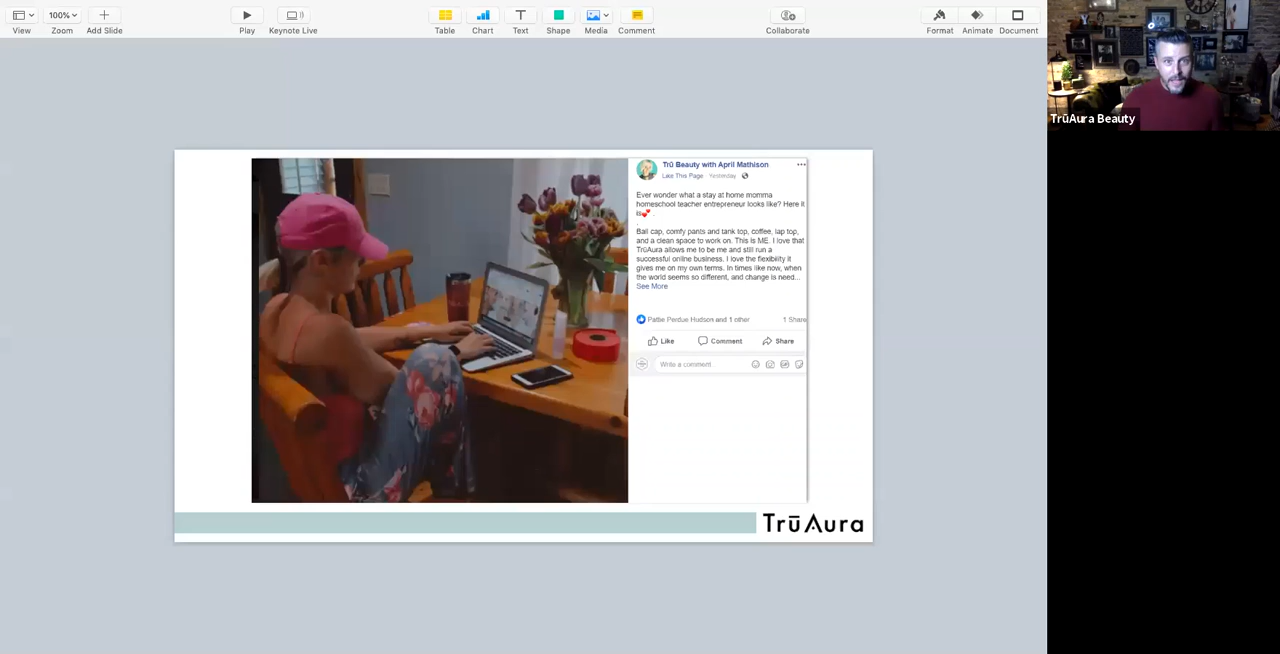 View
100%
Zoom
Add Slide
Play
Keynote Live
Table
Chart
Text
Shape
Media
Comment
Collaborate
Format
Animate
Document
TrūAura Beauty
Trū Beauty with April Mathison
Like This Page · Yesterday
Ever wonder what a stay at home momma
homeschool teacher entrepreneur looks like? Here it
is💕 .
.
Ball cap, comfy pants and tank top, coffee, lap top,
and a clean space to work on. This is ME. I love that
TrūAura allows me to be me and still run a
successful online business. I love the flexibility it
gives me on my own terms. In times like now, when
the world seems so different, and change is need...
See More
Pattie Perdue Hudson and 1 other
1 Share
Like
Comment
Share
Write a comment
TrūAura